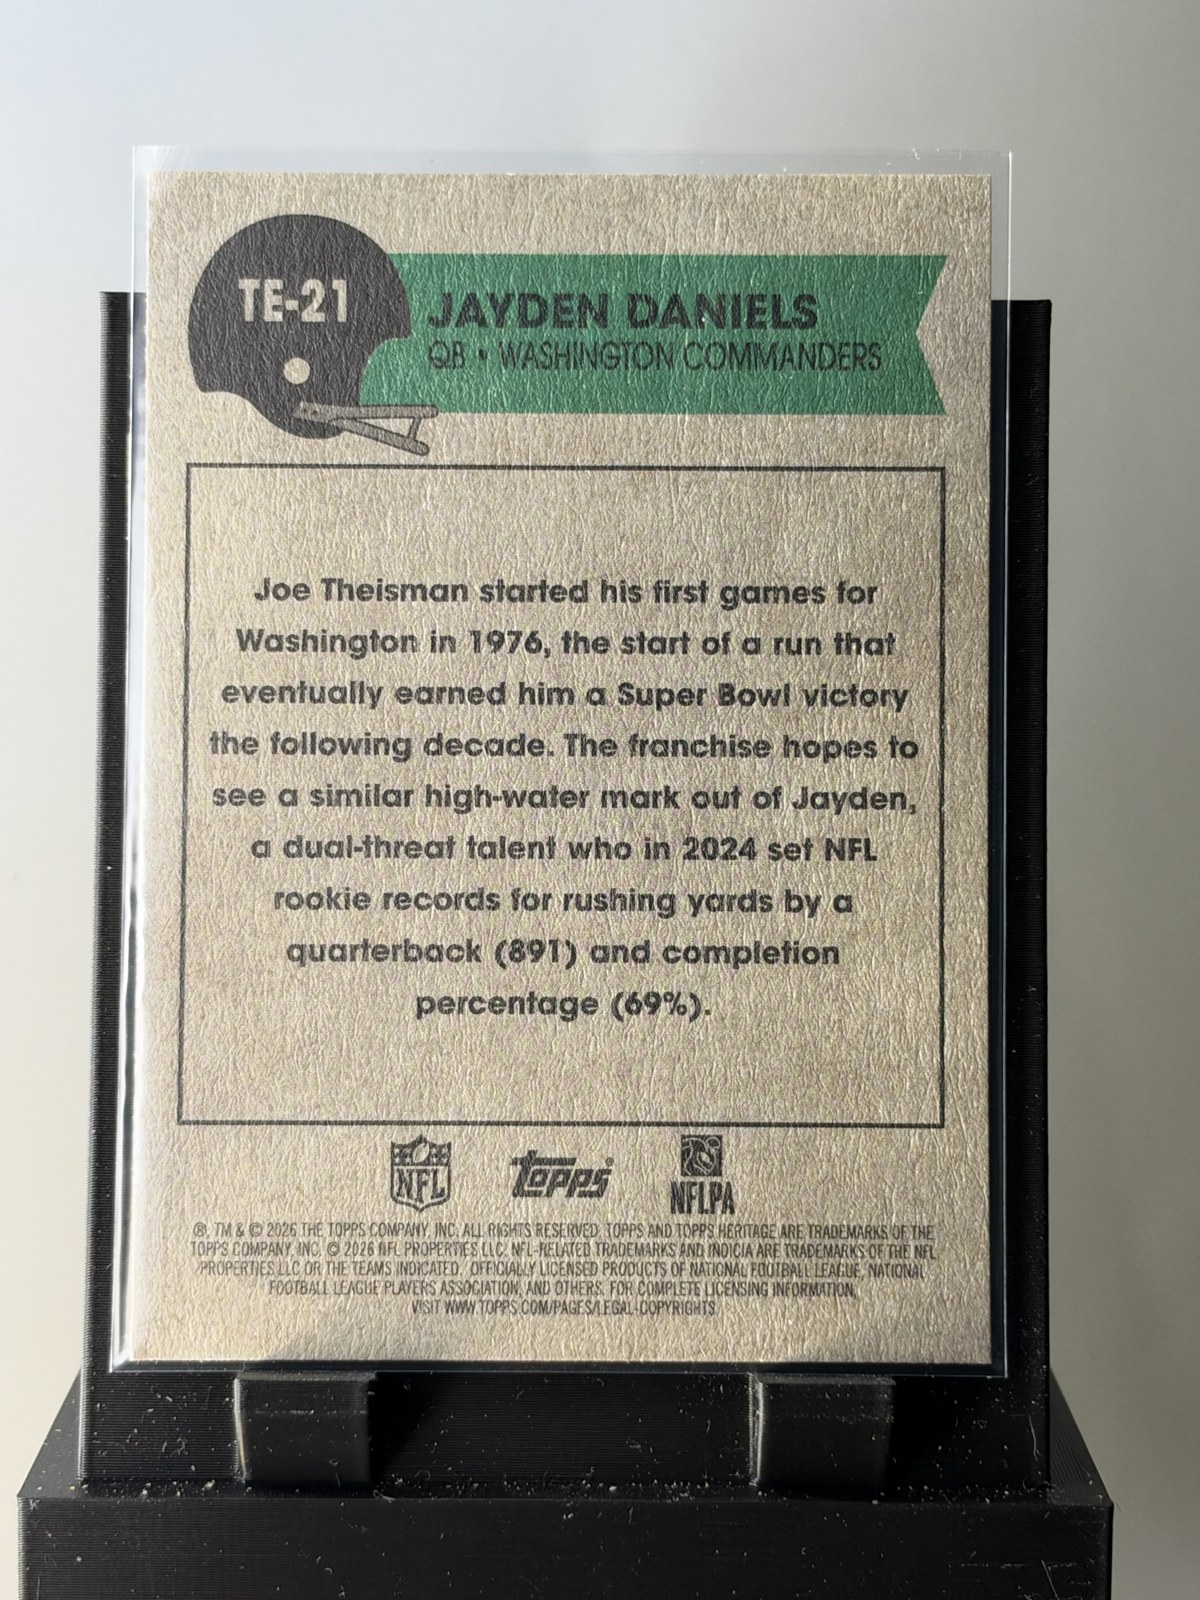 TE-21
JAYDEN DANIELS
QB • WASHINGTON COMMANDERS
Joe Theisman started his first games for
Washington in 1976, the start of a run that
eventually earned him a Super Bowl victory
the following decade. The franchise hopes to
see a similar high-water mark out of Jayden,
a dual-threat talent who in 2024 set NFL
rookie records for rushing yards by a
quarterback (891) and completion
percentage (69%).
NFL
Topps®
NFLPA
®, TM & © 2026 THE TOPPS COMPANY, INC. ALL RIGHTS RESERVED. TOPPS AND TOPPS HERITAGE ARE TRADEMARKS OF THE
TOPPS COMPANY, INC. © 2026 NFL PROPERTIES LLC. NFL-RELATED TRADEMARKS AND INDICIA ARE TRADEMARKS OF THE NFL
PROPERTIES LLC OR THE TEAMS INDICATED. OFFICIALLY LICENSED PRODUCTS OF NATIONAL FOOTBALL LEAGUE, NATIONAL
FOOTBALL LEAGUE PLAYERS ASSOCIATION, AND OTHERS. FOR COMPLETE LICENSING INFORMATION,
VISIT WWW.TOPPS.COM/PAGES/LEGAL-COPYRIGHTS